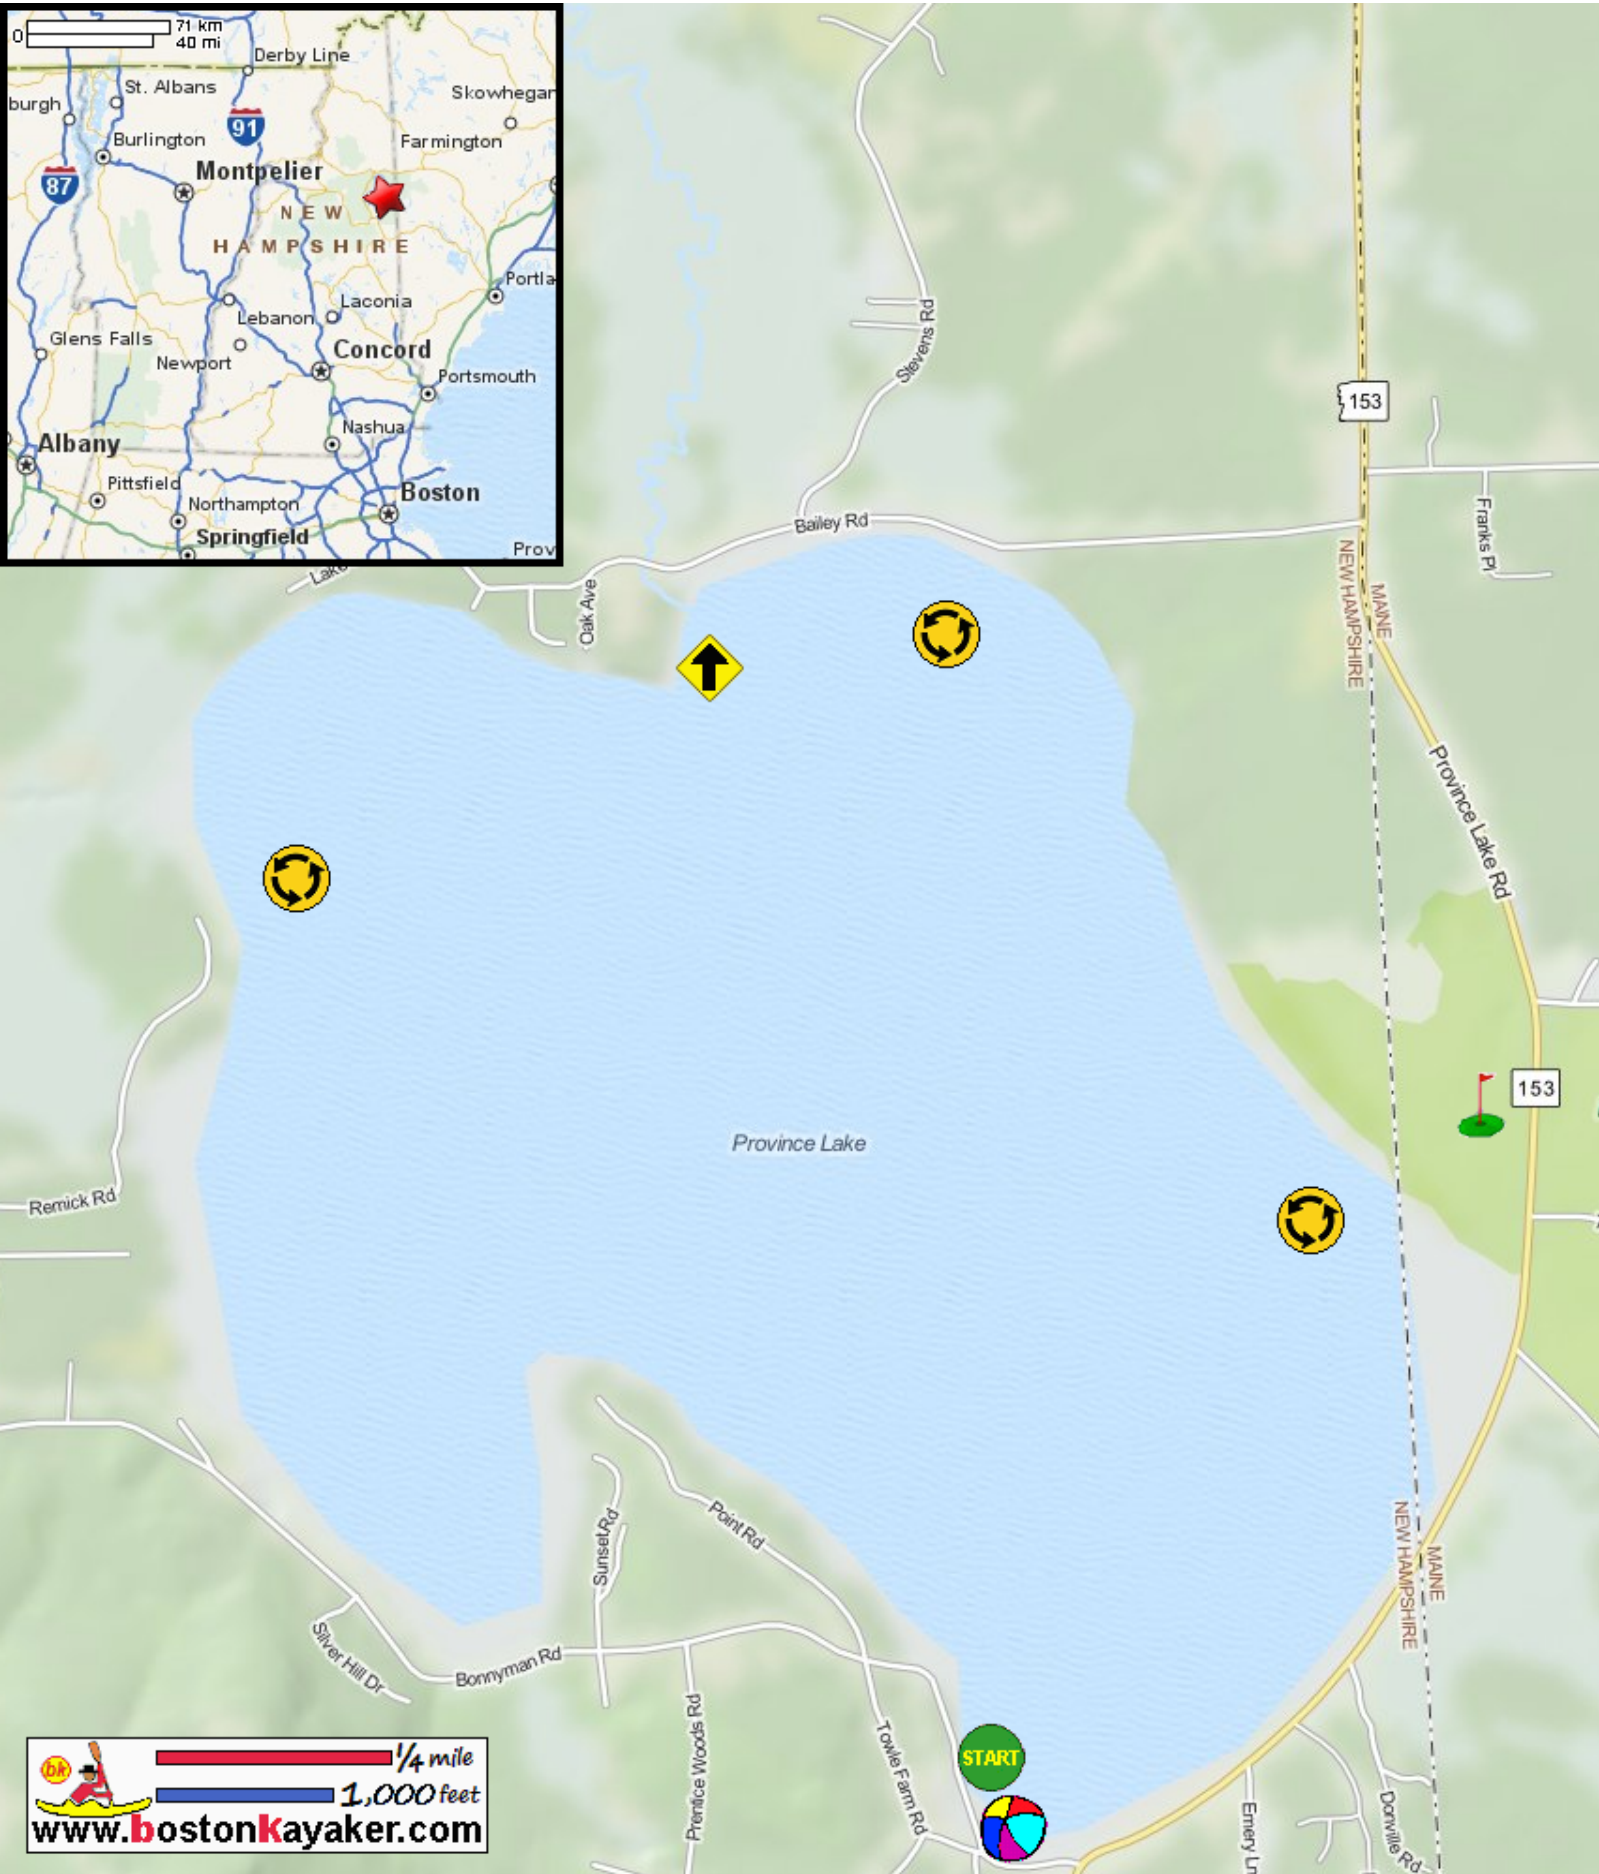 0
71 km
40 mi
Derby Line
St. Albans
Skowhegan
burgh
91
Burlington
Farmington
Montpelier
87
NEW
HAMPSHIRE
Portla
Laconia
Lebanon
Glens Falls
Newport
Concord
Portsmouth
Nashua
Albany
Pittsfield
Boston
Northampton
Springfield
Prov
Stevens Rd
153
Bailey Rd
Franks Pl
Lake
Oak Ave
NEW HAMPSHIRE
MAINE
Province Lake Rd
153
Province Lake
Remick Rd
Point Rd
Sunset Rd
NEW HAMPSHIRE
MAINE
Silver Hill Dr
Bonnyman Rd
Prentice Woods Rd
Towle Farm Rd
START
Emery Ln
Donville Rd
bk
1/4 mile
1,000 feet
www.bostonkayaker.com